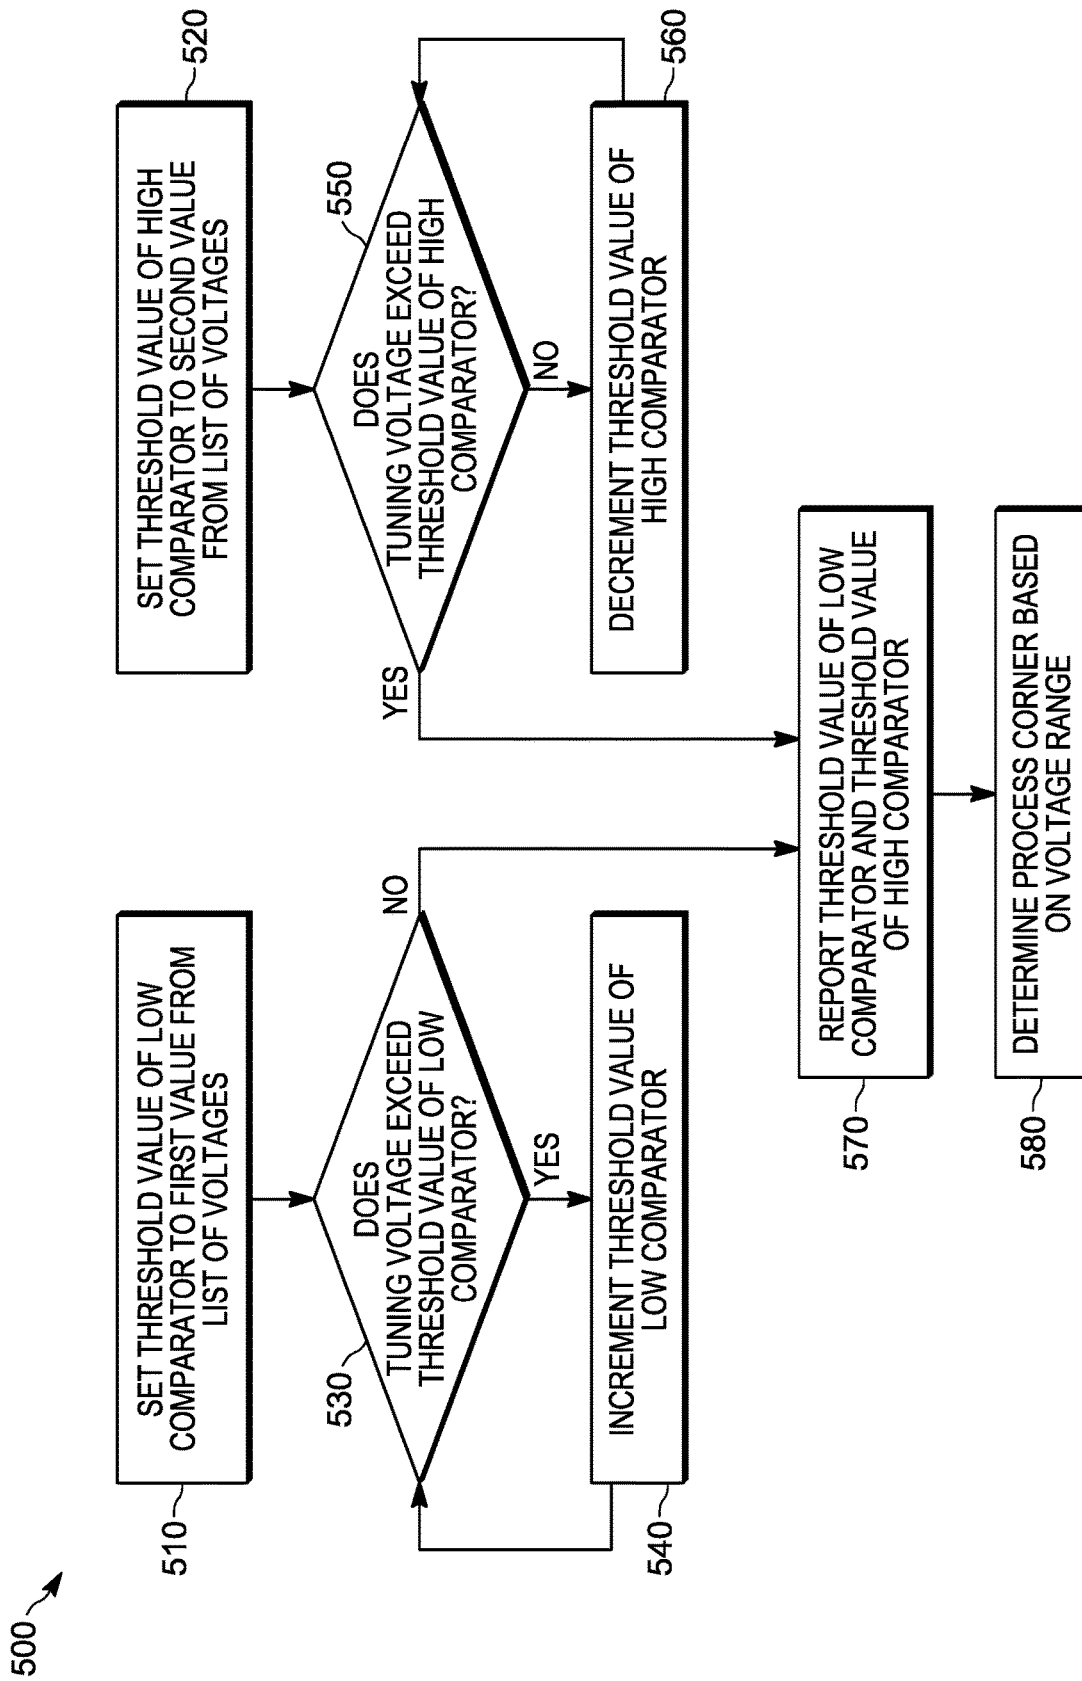 500
510
SET THRESHOLD VALUE OF LOW
COMPARATOR TO FIRST VALUE FROM
LIST OF VOLTAGES
520
SET THRESHOLD VALUE OF HIGH
COMPARATOR TO SECOND VALUE
FROM LIST OF VOLTAGES
530
DOES
TUNING VOLTAGE EXCEED
THRESHOLD VALUE OF LOW
COMPARATOR?
NO
YES
540
INCREMENT THRESHOLD VALUE OF
LOW COMPARATOR
550
DOES
TUNING VOLTAGE EXCEED
THRESHOLD VALUE OF HIGH
COMPARATOR?
YES
NO
560
DECREMENT THRESHOLD VALUE OF
HIGH COMPARATOR
570
REPORT THRESHOLD VALUE OF LOW
COMPARATOR AND THRESHOLD VALUE
OF HIGH COMPARATOR
580
DETERMINE PROCESS CORNER BASED
ON VOLTAGE RANGE